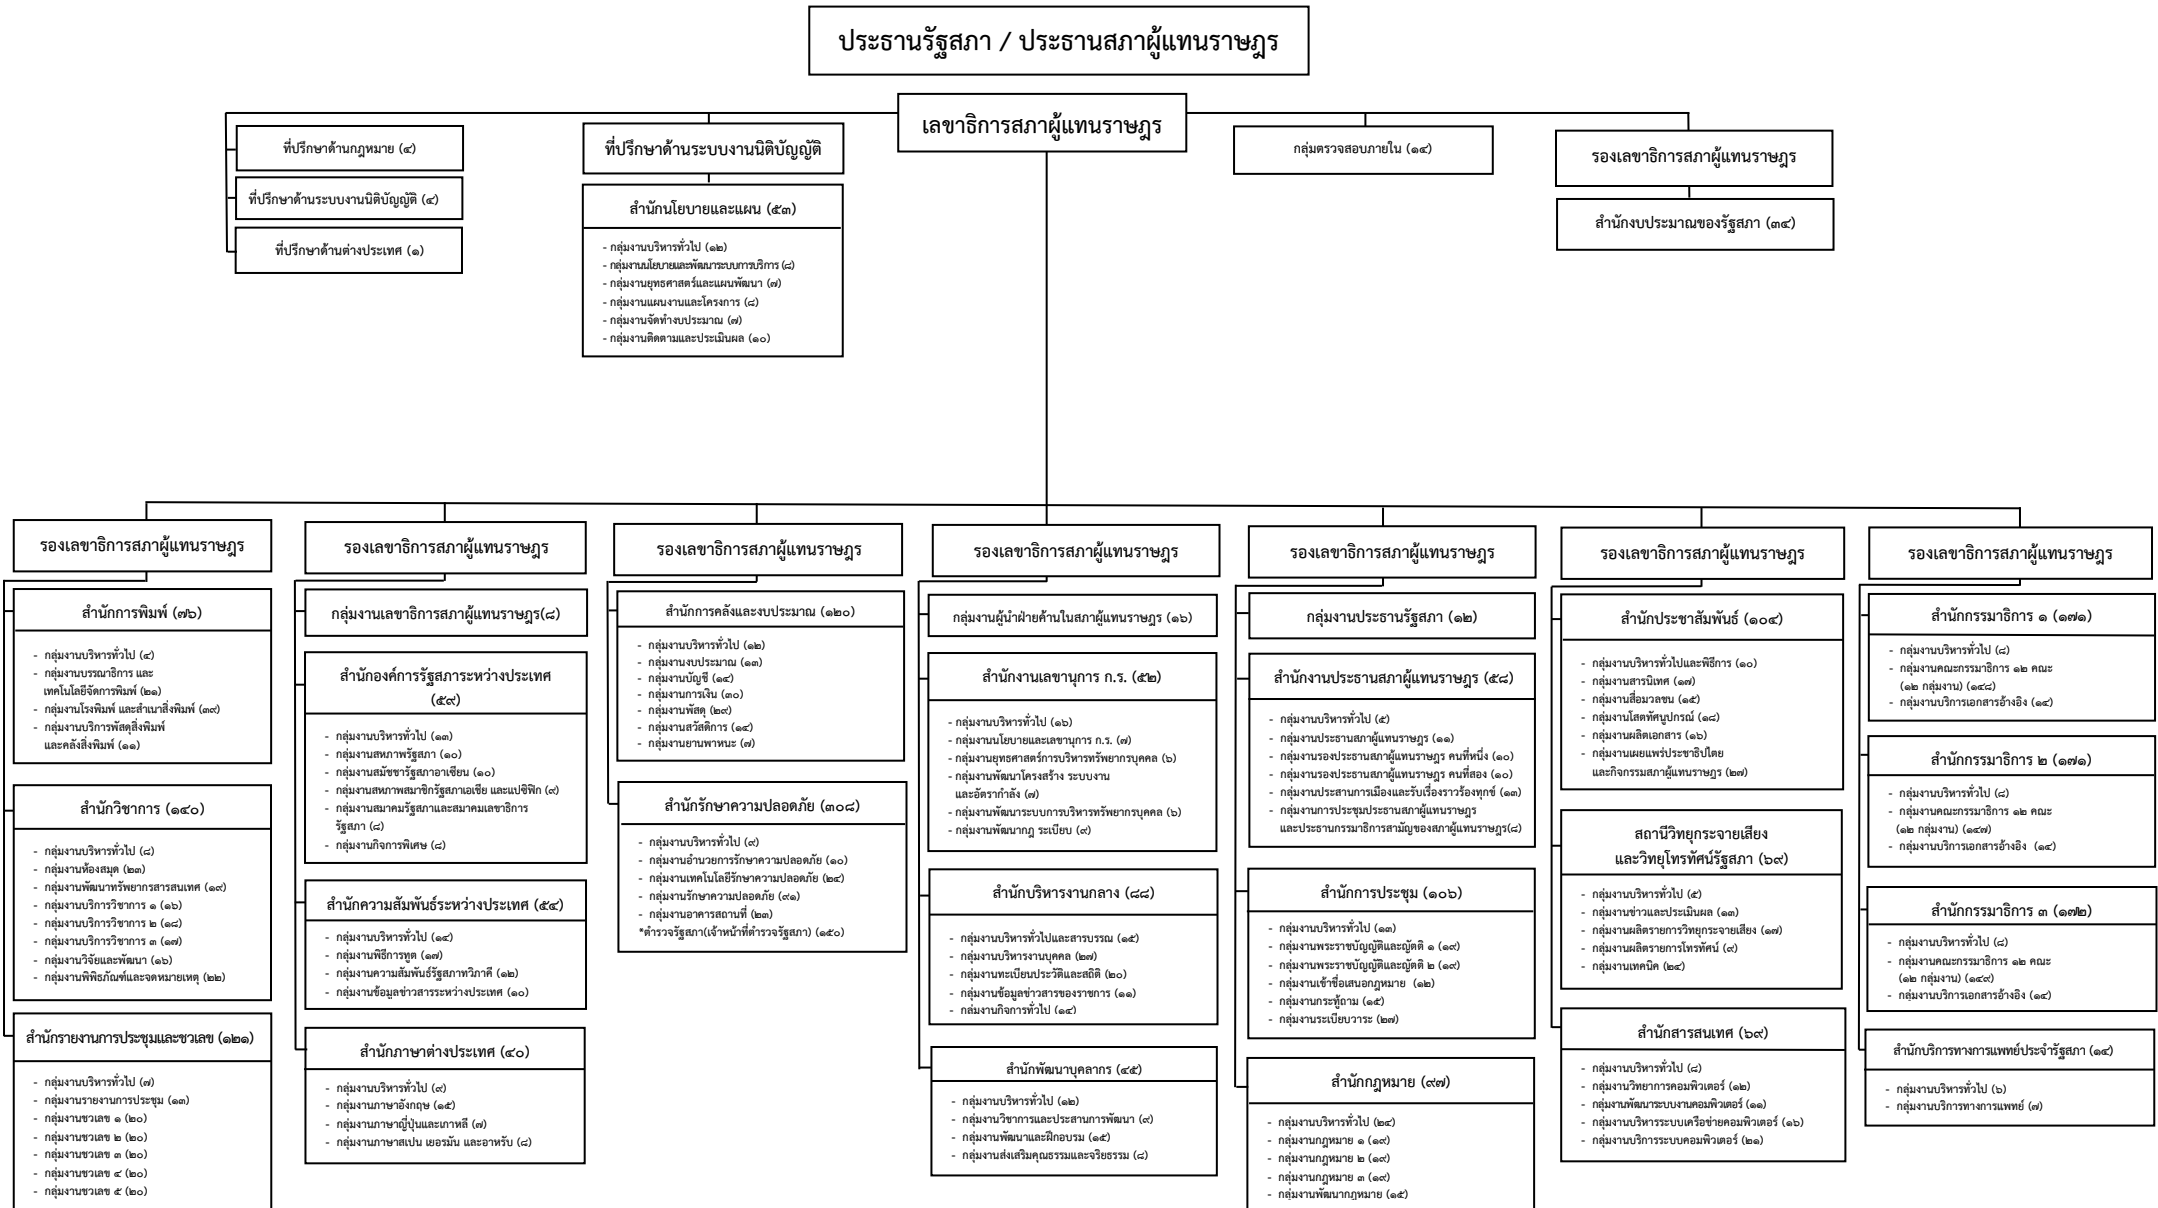 ประธานรัฐสภา / ประธานสภาผู้แทนราษฎร
เลขาธิการสภาผู้แทนราษฎร
ที่ปรึกษาด้านกฎหมาย (๔)
ที่ปรึกษาด้านระบบงานนิติบัญญัติ (๔)
ที่ปรึกษาด้านต่างประเทศ (๑)
ที่ปรึกษาด้านระบบงานนิติบัญญัติ
สำนักนโยบายและแผน (๕๓)
- กลุ่มงานบริหารทั่วไป (๑๒)
- กลุ่มงานนโยบายและพัฒนาระบบการบริการ (๘)
- กลุ่มงานยุทธศาสตร์และแผนพัฒนา (๗)
- กลุ่มงานแผนงานและโครงการ (๘)
- กลุ่มงานจัดทำงบประมาณ (๗)
- กลุ่มงานติดตามและประเมินผล (๑๐)
กลุ่มตรวจสอบภายใน (๑๔)
รองเลขาธิการสภาผู้แทนราษฎร
สำนักงบประมาณของรัฐสภา (๓๔)
รองเลขาธิการสภาผู้แทนราษฎร
สำนักการพิมพ์ (๗๖)
- กลุ่มงานบริหารทั่วไป (๔)
- กลุ่มงานบรรณาธิการ และ
เทคโนโลยีจัดการพิมพ์ (๒๑)
- กลุ่มงานโรงพิมพ์ และสำเนาสิ่งพิมพ์ (๓๙)
- กลุ่มงานบริการพัสดุสิ่งพิมพ์
และคลังสิ่งพิมพ์ (๑๑)
สำนักวิชาการ (๑๔๐)
- กลุ่มงานบริหารทั่วไป (๘)
- กลุ่มงานห้องสมุด (๒๓)
- กลุ่มงานพัฒนาทรัพยากรสารสนเทศ (๑๙)
- กลุ่มงานบริการวิชาการ ๑ (๑๖)
- กลุ่มงานบริการวิชาการ ๒ (๑๘)
- กลุ่มงานบริการวิชาการ ๓ (๑๗)
- กลุ่มงานวิจัยและพัฒนา (๑๖)
- กลุ่มงานพิพิธภัณฑ์และจดหมายเหตุ (๒๒)
สำนักรายงานการประชุมและชวเลข (๑๒๑)
- กลุ่มงานบริหารทั่วไป (๗)
- กลุ่มงานรายงานการประชุม (๑๓)
- กลุ่มงานชวเลข ๑ (๒๐)
- กลุ่มงานชวเลข ๒ (๒๐)
- กลุ่มงานชวเลข ๓ (๒๐)
- กลุ่มงานชวเลข ๔ (๒๐)
- กลุ่มงานชวเลข ๕ (๒๐)
รองเลขาธิการสภาผู้แทนราษฎร
กลุ่มงานเลขาธิการสภาผู้แทนราษฎร(๘)
สำนักองค์การรัฐสภาระหว่างประเทศ
(๕๙)
- กลุ่มงานบริหารทั่วไป (๑๓)
- กลุ่มงานสหภาพรัฐสภา (๑๐)
- กลุ่มงานสมัชชารัฐสภาอาเซียน (๑๐)
- กลุ่มงานสหภาพสมาชิกรัฐสภาเอเชีย และแปซิฟิก (๙)
- กลุ่มงานสมาคมรัฐสภาและสมาคมเลขาธิการ
รัฐสภา (๘)
- กลุ่มงานกิจการพิเศษ (๘)
สำนักความสัมพันธ์ระหว่างประเทศ (๕๔)
- กลุ่มงานบริหารทั่วไป (๑๔)
- กลุ่มงานพิธีการทูต (๑๗)
- กลุ่มงานความสัมพันธ์รัฐสภาทวิภาคี (๑๒)
- กลุ่มงานข้อมูลข่าวสารระหว่างประเทศ (๑๐)
สำนักภาษาต่างประเทศ (๔๐)
- กลุ่มงานบริหารทั่วไป (๙)
- กลุ่มงานภาษาอังกฤษ (๑๕)
- กลุ่มงานภาษาญี่ปุ่นและเกาหลี (๗)
- กลุ่มงานภาษาสเปน เยอรมัน และอาหรับ (๘)
รองเลขาธิการสภาผู้แทนราษฎร
สำนักการคลังและงบประมาณ (๑๒๐)
- กลุ่มงานบริหารทั่วไป (๑๒)
- กลุ่มงานงบประมาณ (๑๓)
- กลุ่มงานบัญชี (๑๔)
- กลุ่มงานการเงิน (๓๐)
- กลุ่มงานพัสดุ (๒๙)
- กลุ่มงานสวัสดิการ (๑๔)
- กลุ่มงานยานพาหนะ (๗)
สำนักรักษาความปลอดภัย (๓๐๘)
- กลุ่มงานบริหารทั่วไป (๙)
- กลุ่มงานอำนวยการรักษาความปลอดภัย (๑๐)
- กลุ่มงานเทคโนโลยีรักษาความปลอดภัย (๒๔)
- กลุ่มงานรักษาความปลอดภัย (๙๑)
- กลุ่มงานอาคารสถานที่ (๒๓)
*ตำรวจรัฐสภา(เจ้าหน้าที่ตำรวจรัฐสภา) (๑๕๐)
รองเลขาธิการสภาผู้แทนราษฎร
กลุ่มงานผู้นำฝ่ายค้านในสภาผู้แทนราษฎร (๑๖)
สำนักงานเลขานุการ ก.ร. (๕๒)
- กลุ่มงานบริหารทั่วไป (๑๖)
- กลุ่มงานนโยบายและเลขานุการ ก.ร. (๗)
- กลุ่มงานยุทธศาสตร์การบริหารทรัพยากรบุคคล (๖)
- กลุ่มงานพัฒนาโครงสร้าง ระบบงาน
และอัตรากำลัง (๗)
- กลุ่มงานพัฒนาระบบการบริหารทรัพยากรบุคคล (๖)
- กลุ่มงานพัฒนากฎ ระเบียบ (๙)
สำนักบริหารงานกลาง (๘๘)
- กลุ่มงานบริหารทั่วไปและสารบรรณ (๑๕)
- กลุ่มงานบริหารงานบุคคล (๒๗)
- กลุ่มงานทะเบียนประวัติและสถิติ (๒๐)
- กลุ่มงานข้อมูลข่าวสารของราชการ (๑๑)
- กลุ่มงานกิจการทั่วไป (๑๔)
สำนักพัฒนาบุคลากร (๔๕)
- กลุ่มงานบริหารทั่วไป (๑๒)
- กลุ่มงานวิชาการและประสานการพัฒนา (๙)
- กลุ่มงานพัฒนาและฝึกอบรม (๑๕)
- กลุ่มงานส่งเสริมคุณธรรมและจริยธรรม (๘)
รองเลขาธิการสภาผู้แทนราษฎร
กลุ่มงานประธานรัฐสภา (๑๒)
สำนักงานประธานสภาผู้แทนราษฎร (๕๘)
- กลุ่มงานบริหารทั่วไป (๕)
- กลุ่มงานประธานสภาผู้แทนราษฎร (๑๑)
- กลุ่มงานรองประธานสภาผู้แทนราษฎร คนที่หนึ่ง (๑๐)
- กลุ่มงานรองประธานสภาผู้แทนราษฎร คนที่สอง (๑๐)
- กลุ่มงานประสานการเมืองและรับเรื่องราวร้องทุกข์ (๑๓)
- กลุ่มงานการประชุมประธานสภาผู้แทนราษฎร
และประธานกรรมาธิการสามัญของสภาผู้แทนราษฎร(๘)
สำนักการประชุม (๑๐๖)
- กลุ่มงานบริหารทั่วไป (๑๓)
- กลุ่มงานพระราชบัญญัติและญัตติ ๑ (๑๙)
- กลุ่มงานพระราชบัญญัติและญัตติ ๒ (๑๙)
- กลุ่มงานเข้าชื่อเสนอกฎหมาย (๑๒)
- กลุ่มงานกระทู้ถาม (๑๕)
- กลุ่มงานระเบียบวาระ (๒๗)
สำนักกฎหมาย (๙๗)
- กลุ่มงานบริหารทั่วไป (๒๔)
- กลุ่มงานกฎหมาย ๑ (๑๙)
- กลุ่มงานกฎหมาย ๒ (๑๙)
- กลุ่มงานกฎหมาย ๓ (๑๙)
- กลุ่มงานพัฒนากฎหมาย (๑๕)
รองเลขาธิการสภาผู้แทนราษฎร
สำนักประชาสัมพันธ์ (๑๐๔)
- กลุ่มงานบริหารทั่วไปและพิธีการ (๑๐)
- กลุ่มงานสารนิเทศ (๑๗)
- กลุ่มงานสื่อมวลชน (๑๕)
- กลุ่มงานโสตทัศนูปกรณ์ (๑๘)
- กลุ่มงานผลิตเอกสาร (๑๖)
- กลุ่มงานเผยแพร่ประชาธิปไตย
และกิจกรรมสภาผู้แทนราษฎร (๒๗)
สถานีวิทยุกระจายเสียง
และวิทยุโทรทัศน์รัฐสภา (๖๙)
- กลุ่มงานบริหารทั่วไป (๕)
- กลุ่มงานข่าวและประเมินผล (๑๓)
- กลุ่มงานผลิตรายการวิทยุกระจายเสียง (๑๗)
- กลุ่มงานผลิตรายการโทรทัศน์ (๙)
- กลุ่มงานเทคนิค (๒๔)
สำนักสารสนเทศ (๖๙)
- กลุ่มงานบริหารทั่วไป (๘)
- กลุ่มงานวิทยาการคอมพิวเตอร์ (๑๒)
- กลุ่มงานพัฒนาระบบงานคอมพิวเตอร์ (๑๑)
- กลุ่มงานบริหารระบบเครือข่ายคอมพิวเตอร์ (๑๖)
- กลุ่มงานบริการระบบคอมพิวเตอร์ (๒๑)
รองเลขาธิการสภาผู้แทนราษฎร
สำนักกรรมาธิการ ๑ (๑๗๑)
- กลุ่มงานบริหารทั่วไป (๘)
- กลุ่มงานคณะกรรมาธิการ ๑๒ คณะ
(๑๒ กลุ่มงาน) (๑๔๘)
- กลุ่มงานบริการเอกสารอ้างอิง (๑๔)
สำนักกรรมาธิการ ๒ (๑๗๑)
- กลุ่มงานบริหารทั่วไป (๘)
- กลุ่มงานคณะกรรมาธิการ ๑๒ คณะ
(๑๒ กลุ่มงาน) (๑๔๗)
- กลุ่มงานบริการเอกสารอ้างอิง (๑๔)
สำนักกรรมาธิการ ๓ (๑๗๒)
- กลุ่มงานบริหารทั่วไป (๘)
- กลุ่มงานคณะกรรมาธิการ ๑๒ คณะ
(๑๒ กลุ่มงาน) (๑๔๙)
- กลุ่มงานบริการเอกสารอ้างอิง (๑๔)
สำนักบริการทางการแพทย์ประจำรัฐสภา (๑๔)
- กลุ่มงานบริหารทั่วไป (๖)
- กลุ่มงานบริการทางการแพทย์ (๗)